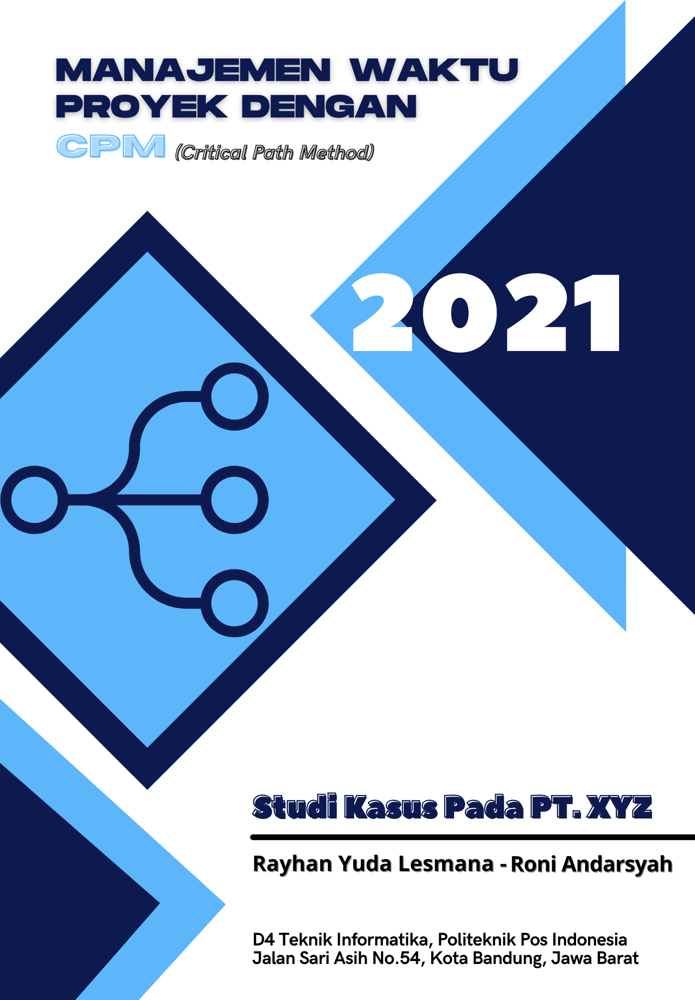 MANAJEMEN WAKTU
PROYEK DENGAN
CPM (Critical Path Method)
2021
Studi Kasus Pada PT. XYZ
Rayhan Yuda Lesmana - Roni Andarsyah
D4 Teknik Informatika, Politeknik Pos Indonesia
Jalan Sari Asih No.54, Kota Bandung, Jawa Barat